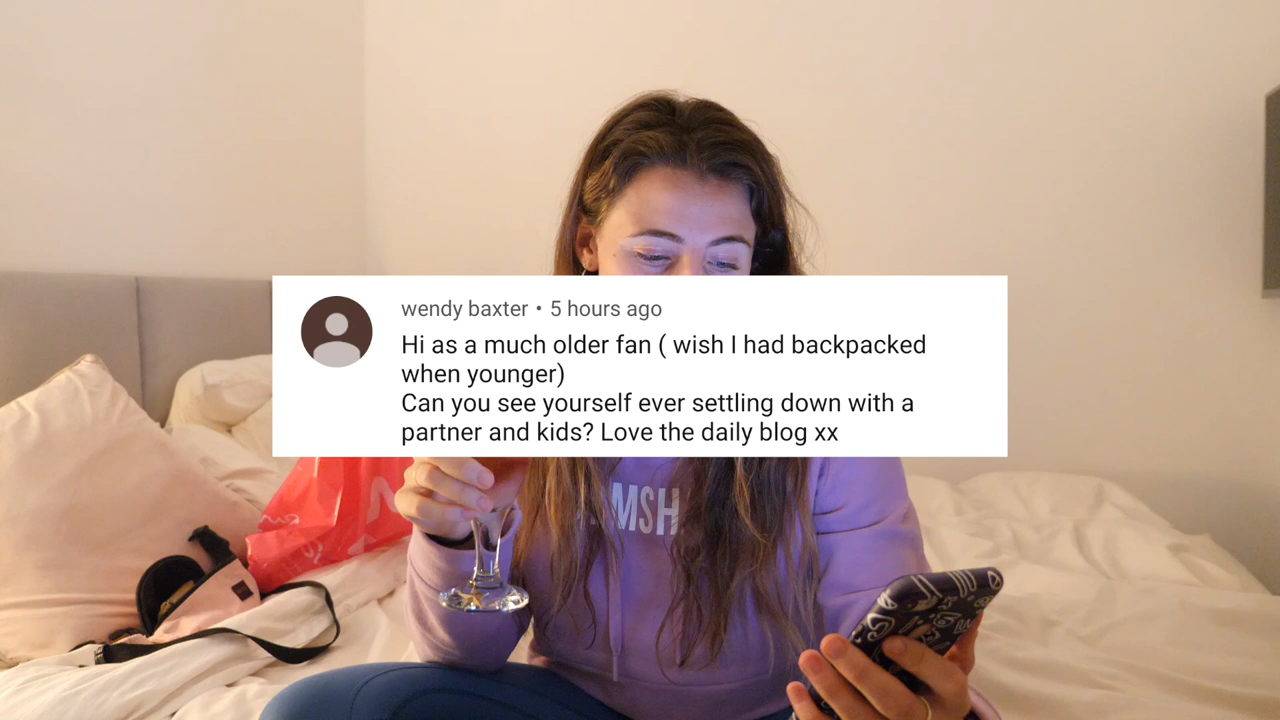 wendy baxter • 5 hours ago
Hi as a much older fan ( wish I had backpacked
when younger)
Can you see yourself ever settling down with a
partner and kids? Love the daily blog xx
MSH